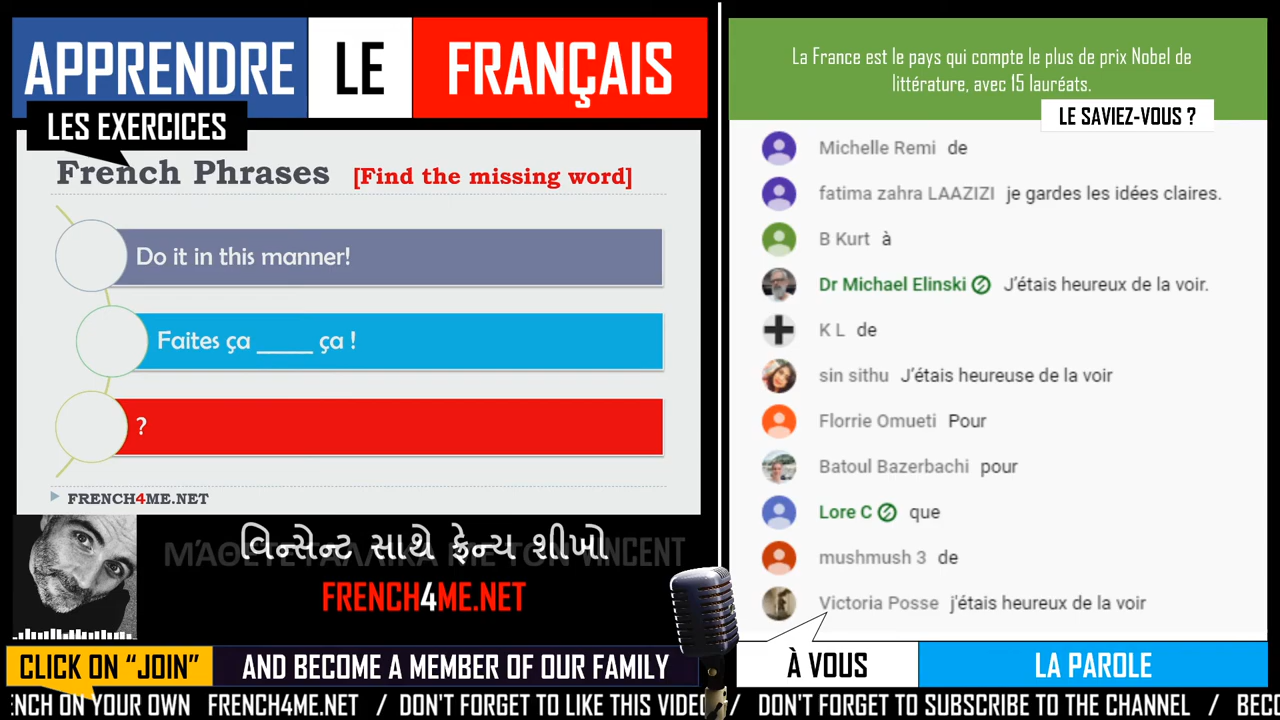 APPRENDRE LE FRANÇAIS
LES EXERCICES
French Phrases [Find the missing word]
Do it in this manner!
Faites ça _____ ça !
?
FRENCH4ME.NET
વિન્સેન્ટ સાથે ફ્રેન્ચ શીખો
FRENCH4ME.NET
CLICK ON “JOIN” AND BECOME A MEMBER OF OUR FAMILY
La France est le pays qui compte le plus de prix Nobel de
littérature, avec 15 lauréats.
LE SAVIEZ-VOUS ?
Michelle Remi de
fatima zahra LAAZIZI je gardes les idées claires.
B Kurt à
Dr Michael Elinski J’étais heureux de la voir.
K L de
sin sithu J’étais heureuse de la voir
Florrie Omueti Pour
Batoul Bazerbachi pour
Lore C que
mushmush 3 de
Victoria Posse j’étais heureux de la voir
À VOUS LA PAROLE
ENCH ON YOUR OWN FRENCH4ME.NET / DON'T FORGET TO LIKE THIS VIDEO / DON'T FORGET TO SUBSCRIBE TO THE CHANNEL / BECO